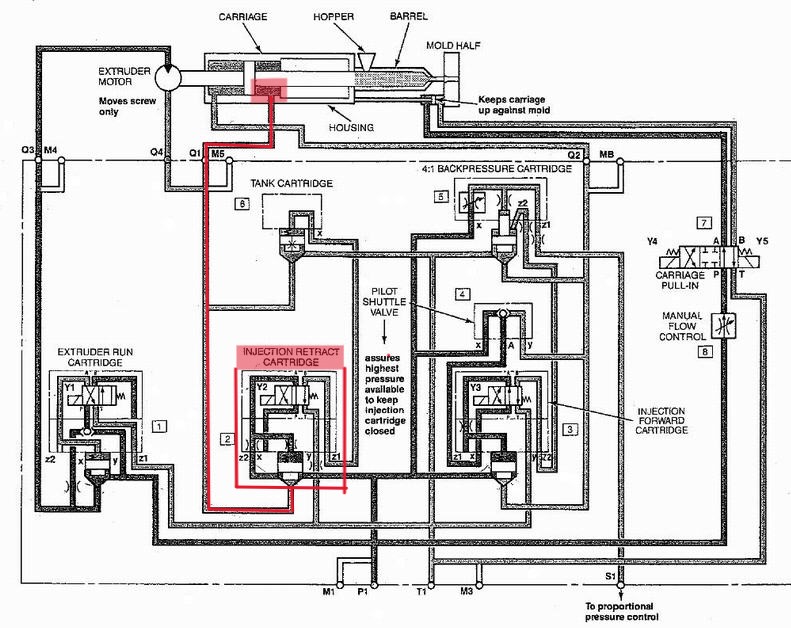 CARRIAGE
HOPPER
BARREL
MOLD HALF
EXTRUDER
MOTOR
Moves screw
only
Keeps carriage
up against mold
HOUSING
Q3
M4
Q4
Q1
M5
Q2
MB
TANK CARTRIDGE
4:1 BACKPRESSURE CARTRIDGE
6
x
5
x
z2
z1
7
Y4
A
B
Y5
P
T
CARRIAGE
PULL-IN
PILOT
SHUTTLE
VALVE
4
x
A
y
MANUAL
FLOW
CONTROL
8
assures
highest
pressure
available
to keep
injection
cartridge
closed
EXTRUDER RUN
CARTRIDGE
Y1
1
z2
x
y
z1
INJECTION RETRACT
CARTRIDGE
Y2
2
z2
x
y
z1
Y3
3
z1
x
y
z2
INJECTION
FORWARD
CARTRIDGE
M1
P1
T1
M3
S1
To proportional
pressure control